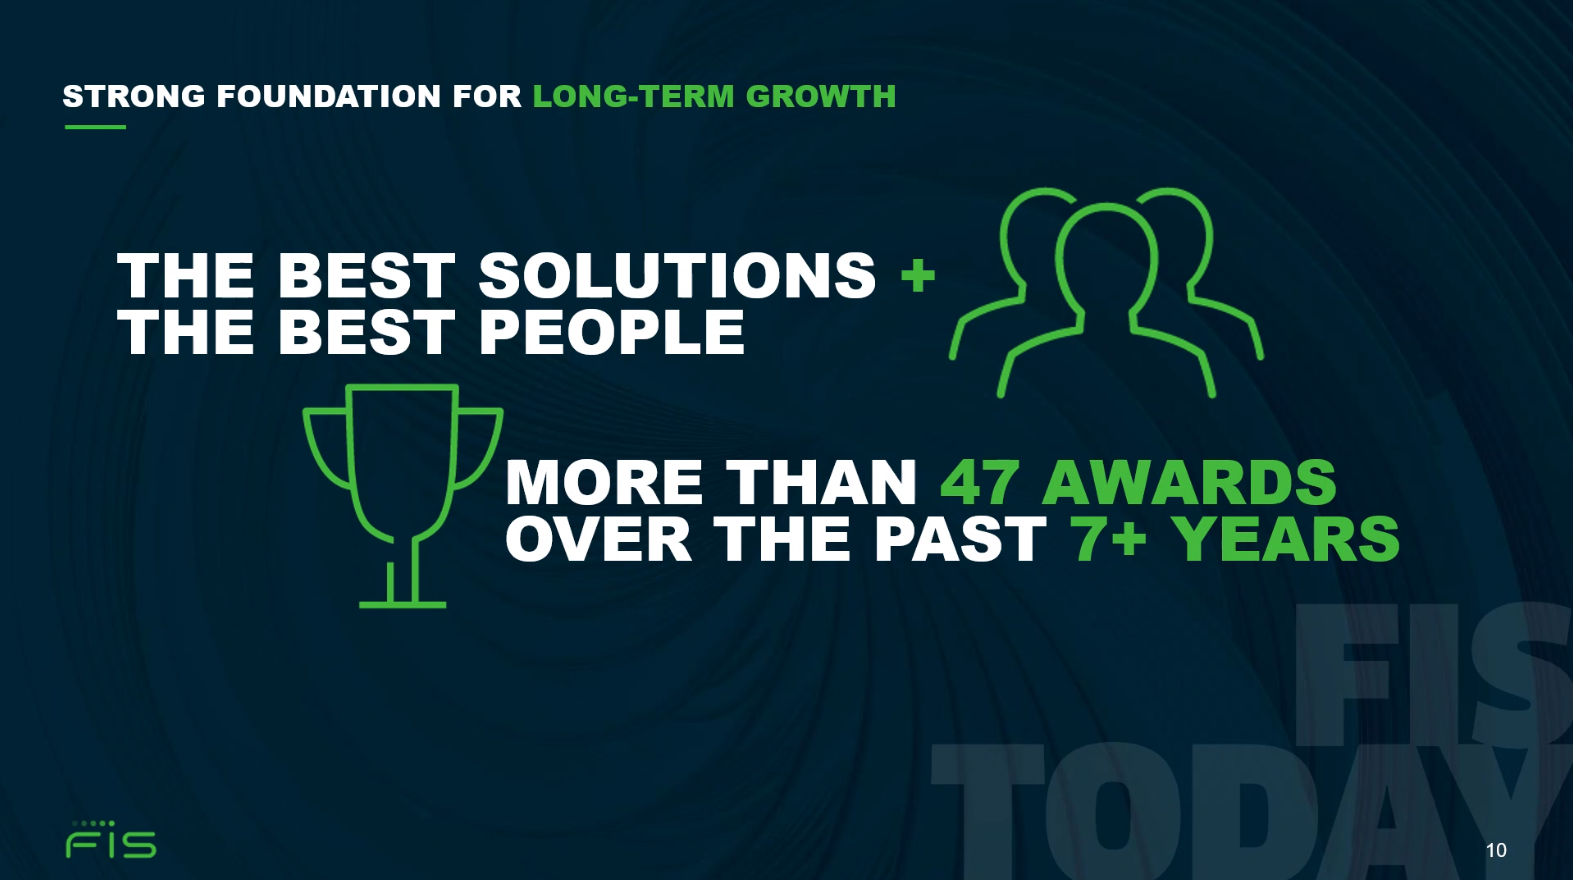 STRONG FOUNDATION FOR LONG-TERM GROWTH
THE BEST SOLUTIONS +
THE BEST PEOPLE
MORE THAN 47 AWARDS
OVER THE PAST 7+ YEARS
FIS
TODAY
FIS
10